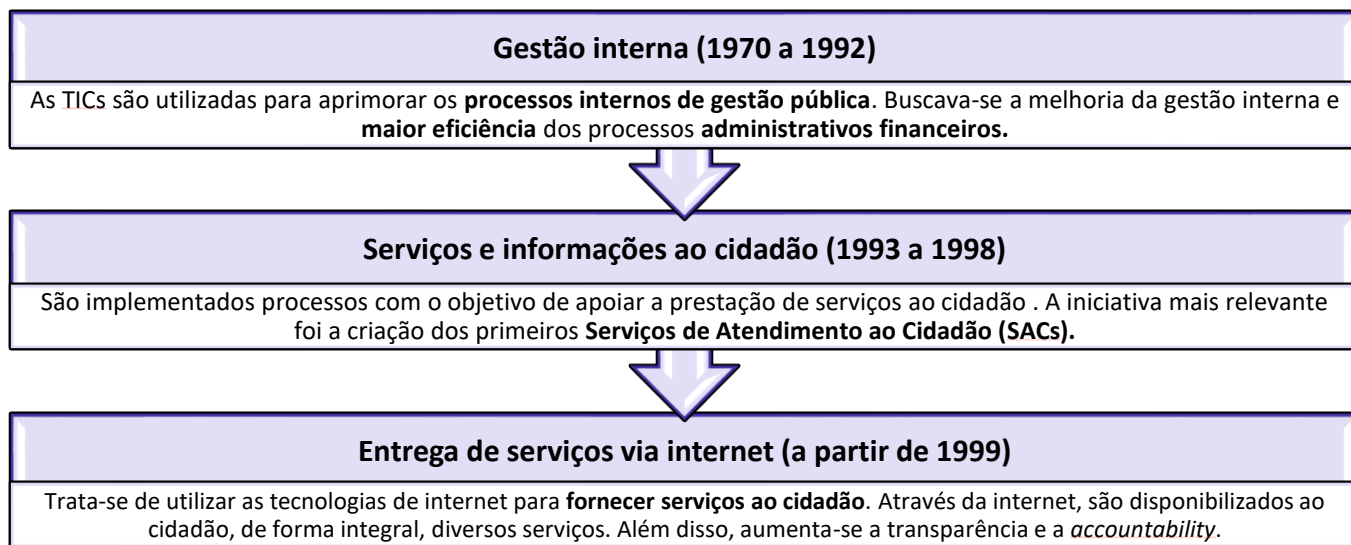 Gestão interna (1970 a 1992)
As TICs são utilizadas para aprimorar os processos internos de gestão pública. Buscava-se a melhoria da gestão interna e
maior eficiência dos processos administrativos financeiros.
Serviços e informações ao cidadão (1993 a 1998)
São implementados processos com o objetivo de apoiar a prestação de serviços ao cidadão . A iniciativa mais relevante
foi a criação dos primeiros Serviços de Atendimento ao Cidadão (SACs).
Entrega de serviços via internet (a partir de 1999)
Trata-se de utilizar as tecnologias de internet para fornecer serviços ao cidadão. Através da internet, são disponibilizados ao
cidadão, de forma integral, diversos serviços. Além disso, aumenta-se a transparência e a accountability.